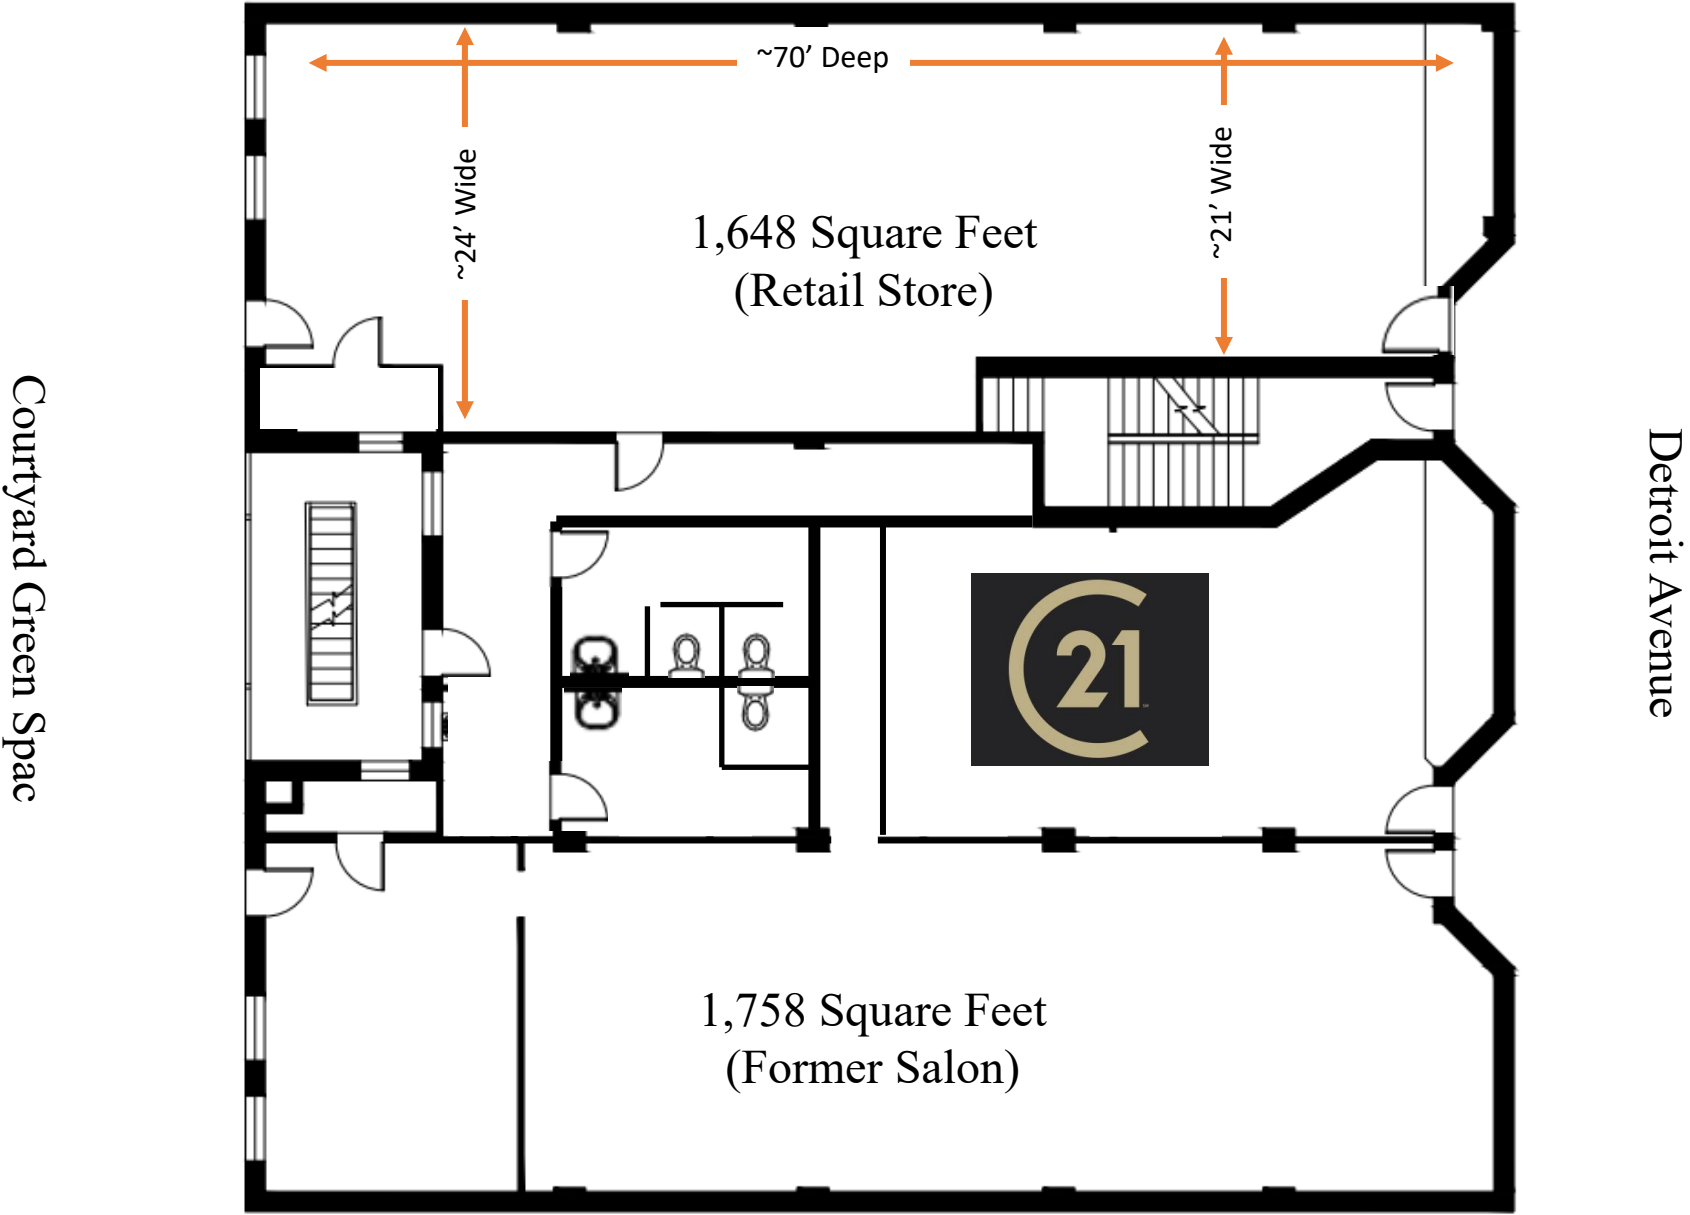 ~70’ Deep
~24’ Wide
~21’ Wide
1,648 Square Feet
(Retail Store)
Courtyard Green Spac
Detroit Avenue
C21
1,758 Square Feet
(Former Salon)